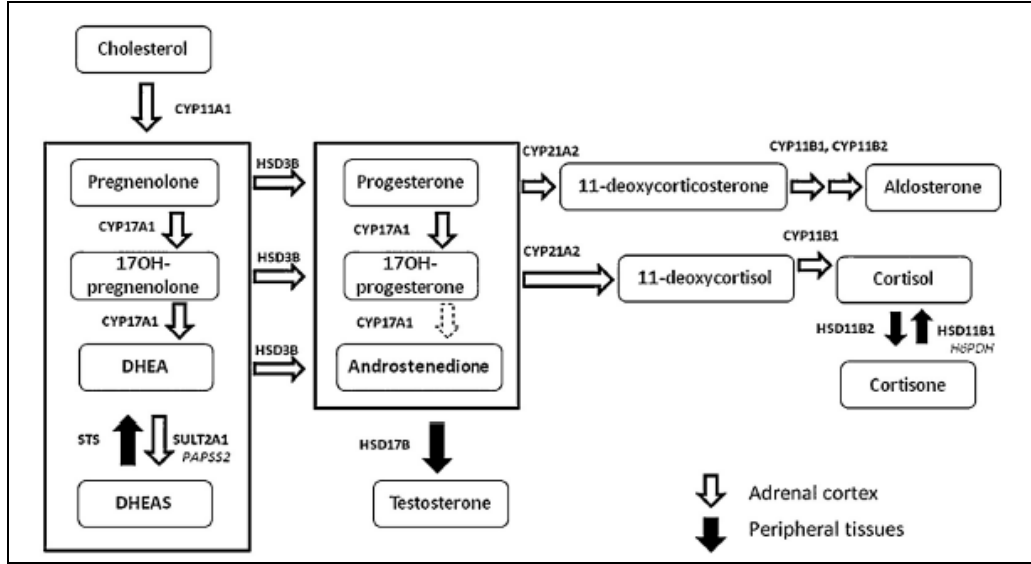 Cholesterol
CYP11A1
Pregnenolone
HSD3B
Progesterone
CYP21A2
11-deoxycorticosterone
CYP11B1, CYP11B2
Aldosterone
CYP17A1
CYP17A1
17OH-
pregnenolone
HSD3B
17OH-
progesterone
CYP21A2
11-deoxycortisol
CYP11B1
Cortisol
CYP17A1
CYP17A1
HSD11B2
HSD11B1
H6PDH
DHEA
HSD3B
Androstenedione
Cortisone
STS
SULT2A1
PAPSS2
HSD17B
DHEAS
Testosterone
Adrenal cortex
Peripheral tissues